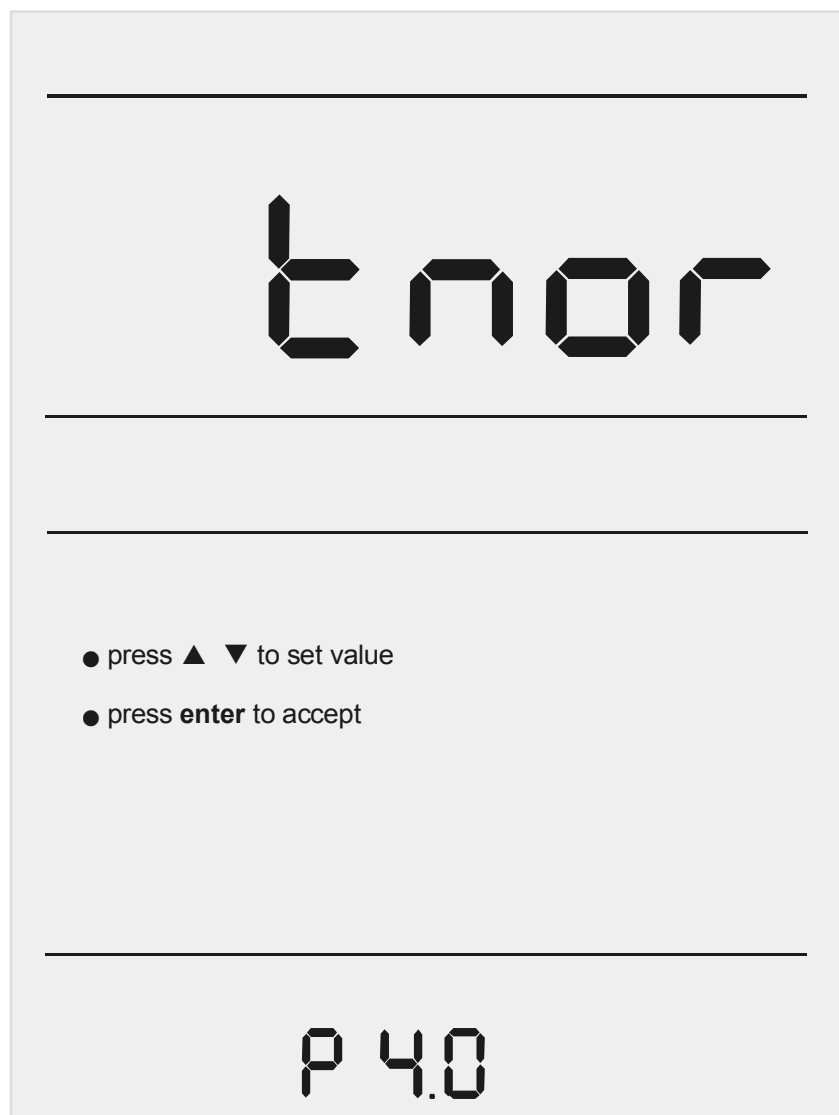 tnor
● press ▲ ▼ to set value
● press enter to accept
P 4.0